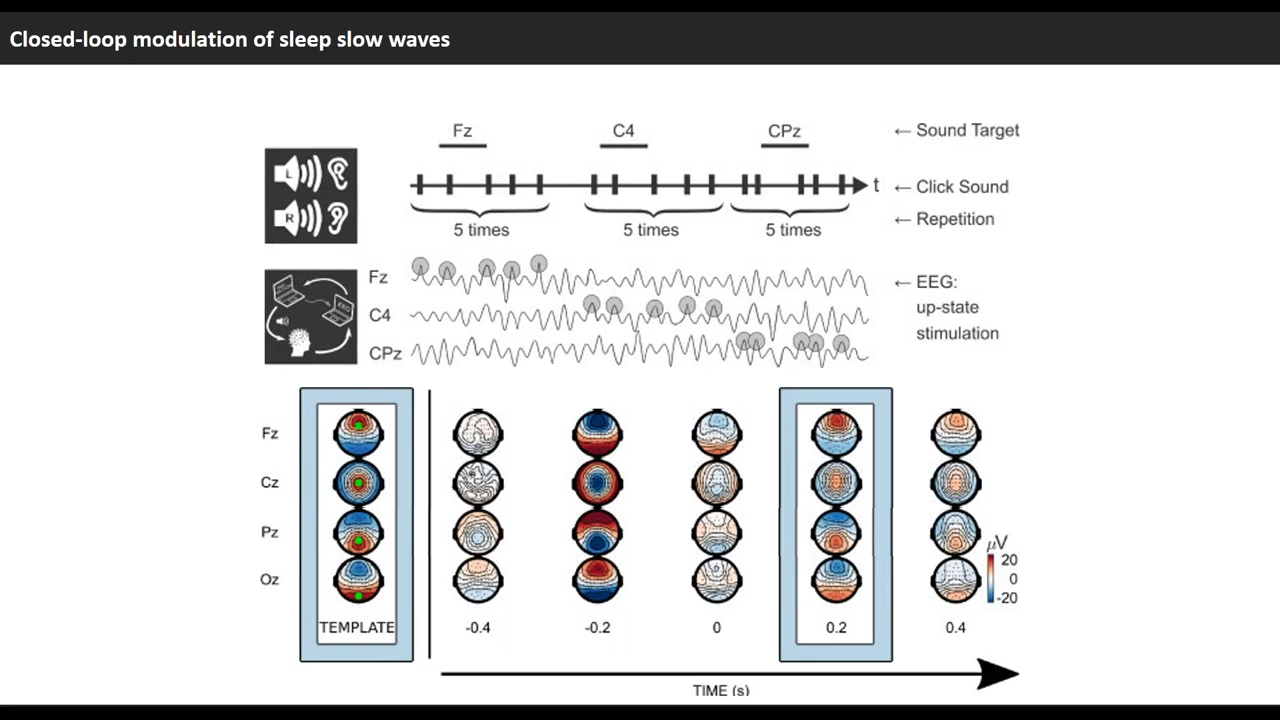 Closed-loop modulation of sleep slow waves
Fz C4 CPz ← Sound Target
L
t ← Click Sound
R
← Repetition
5 times 5 times 5 times
Fz ← EEG:
up-state
stimulation
C4
CPz
EEG
Fz
Cz
Pz
Oz
μV
20
0
-20
TEMPLATE -0.4 -0.2 0 0.2 0.4
TIME (s)